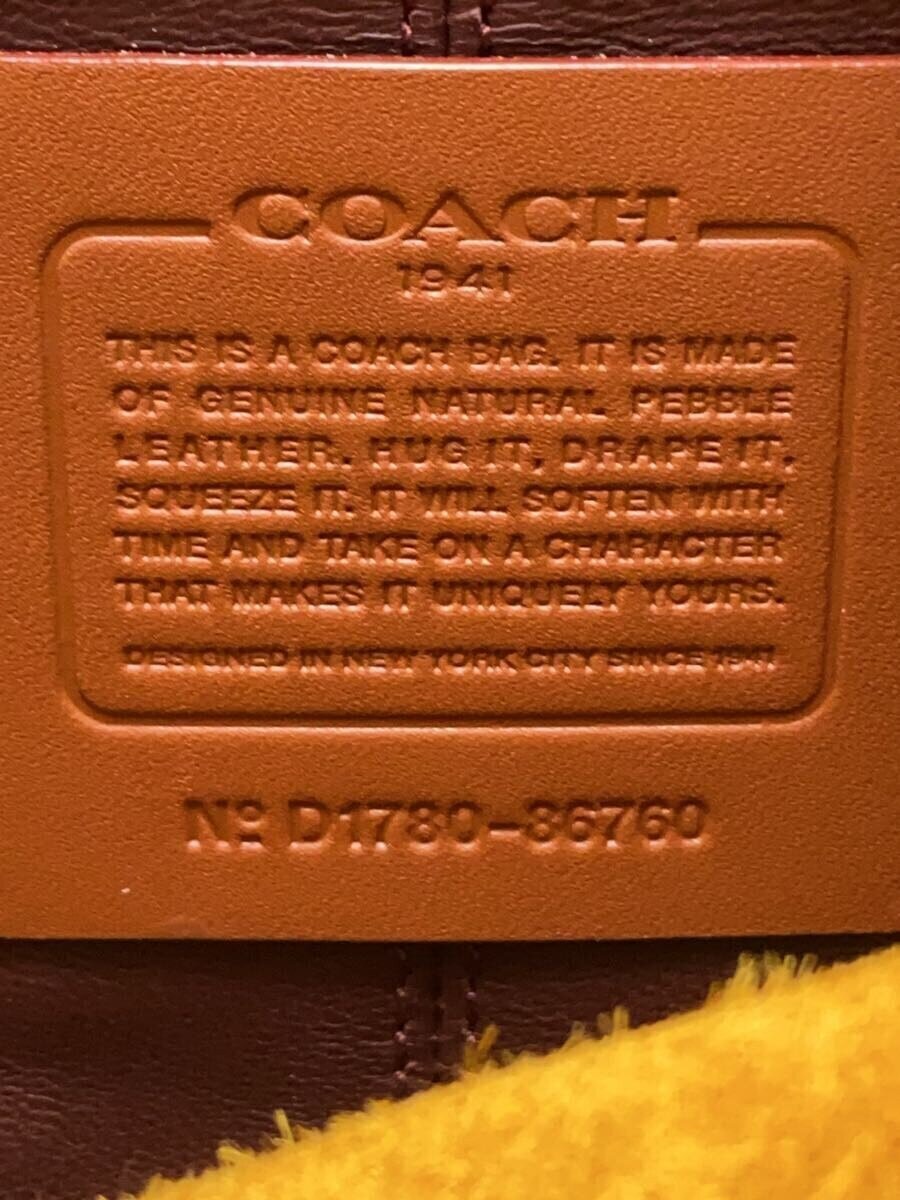 COACH
1941
THIS IS A COACH BAG. IT IS MADE
OF GENUINE NATURAL PEBBLE
LEATHER. HUG IT, DRAPE IT,
SQUEEZE IT. IT WILL SOFTEN WITH
TIME AND TAKE ON A CHARACTER
THAT MAKES IT UNIQUELY YOURS.
DESIGNED IN NEW YORK CITY SINCE 1941
Nº D1780-86760